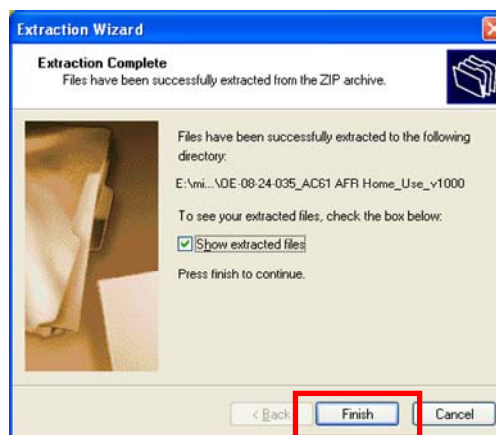 Extraction Wizard
Extraction Complete
Files have been successfully extracted from the ZIP archive.
Files have been successfully extracted to the following
directory:
E:\mi...\OE-08-24-035_AC61 AFR Home_Use_v1000
To see your extracted files, check the box below:
Show extracted files
Press finish to continue.
< Back
Finish
Cancel